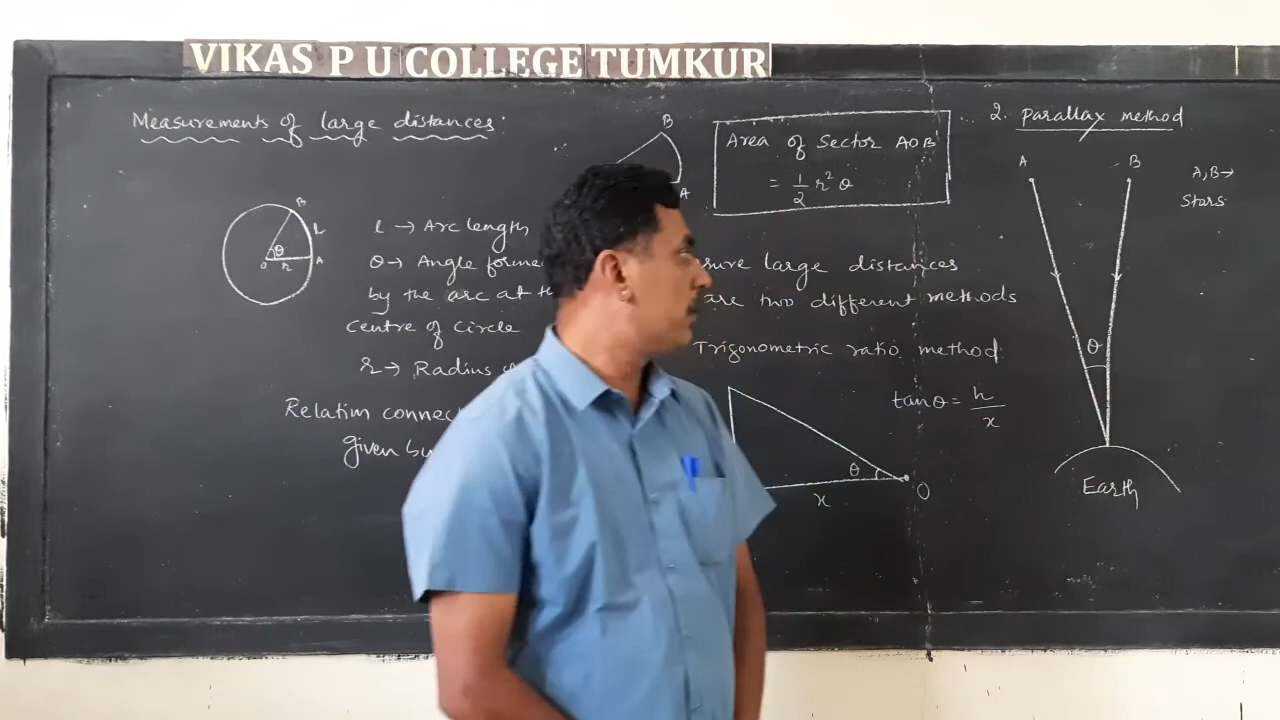 VIKAS P U COLLEGE TUMKUR
Measurements of large distances:
B
A
B
l
θ
O r A
l → Arc length
θ → Angle forme
by the arc at th
centre of circle
r → Radius
Relation connec
given by
Area of Sector AOB
= 1/2 r² θ
sure large distances
are two different methods
Trigonometric ratio method
θ
x
O
tanθ = h/x
2. Parallax method
A B
A, B →
Stars
θ
Earth